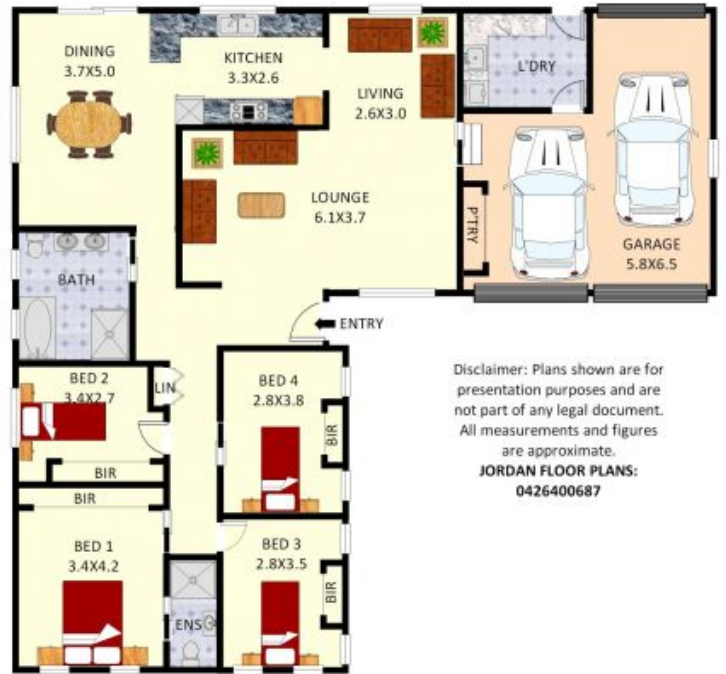 DINING
3.7X5.0
KITCHEN
3.3X2.6
LIVING
2.6X3.0
L'DRY
LOUNGE
6.1X3.7
P'TRY
GARAGE
5.8X6.5
BATH
ENTRY
BED 2
3.4X2.7
LIN
BIR
BED 4
2.8X3.8
BIR
BIR
BED 1
3.4X4.2
BED 3
2.8X3.5
BIR
ENS
Disclaimer: Plans shown are for
presentation purposes and are
not part of any legal document.
All measurements and figures
are approximate.
JORDAN FLOOR PLANS:
0426400687